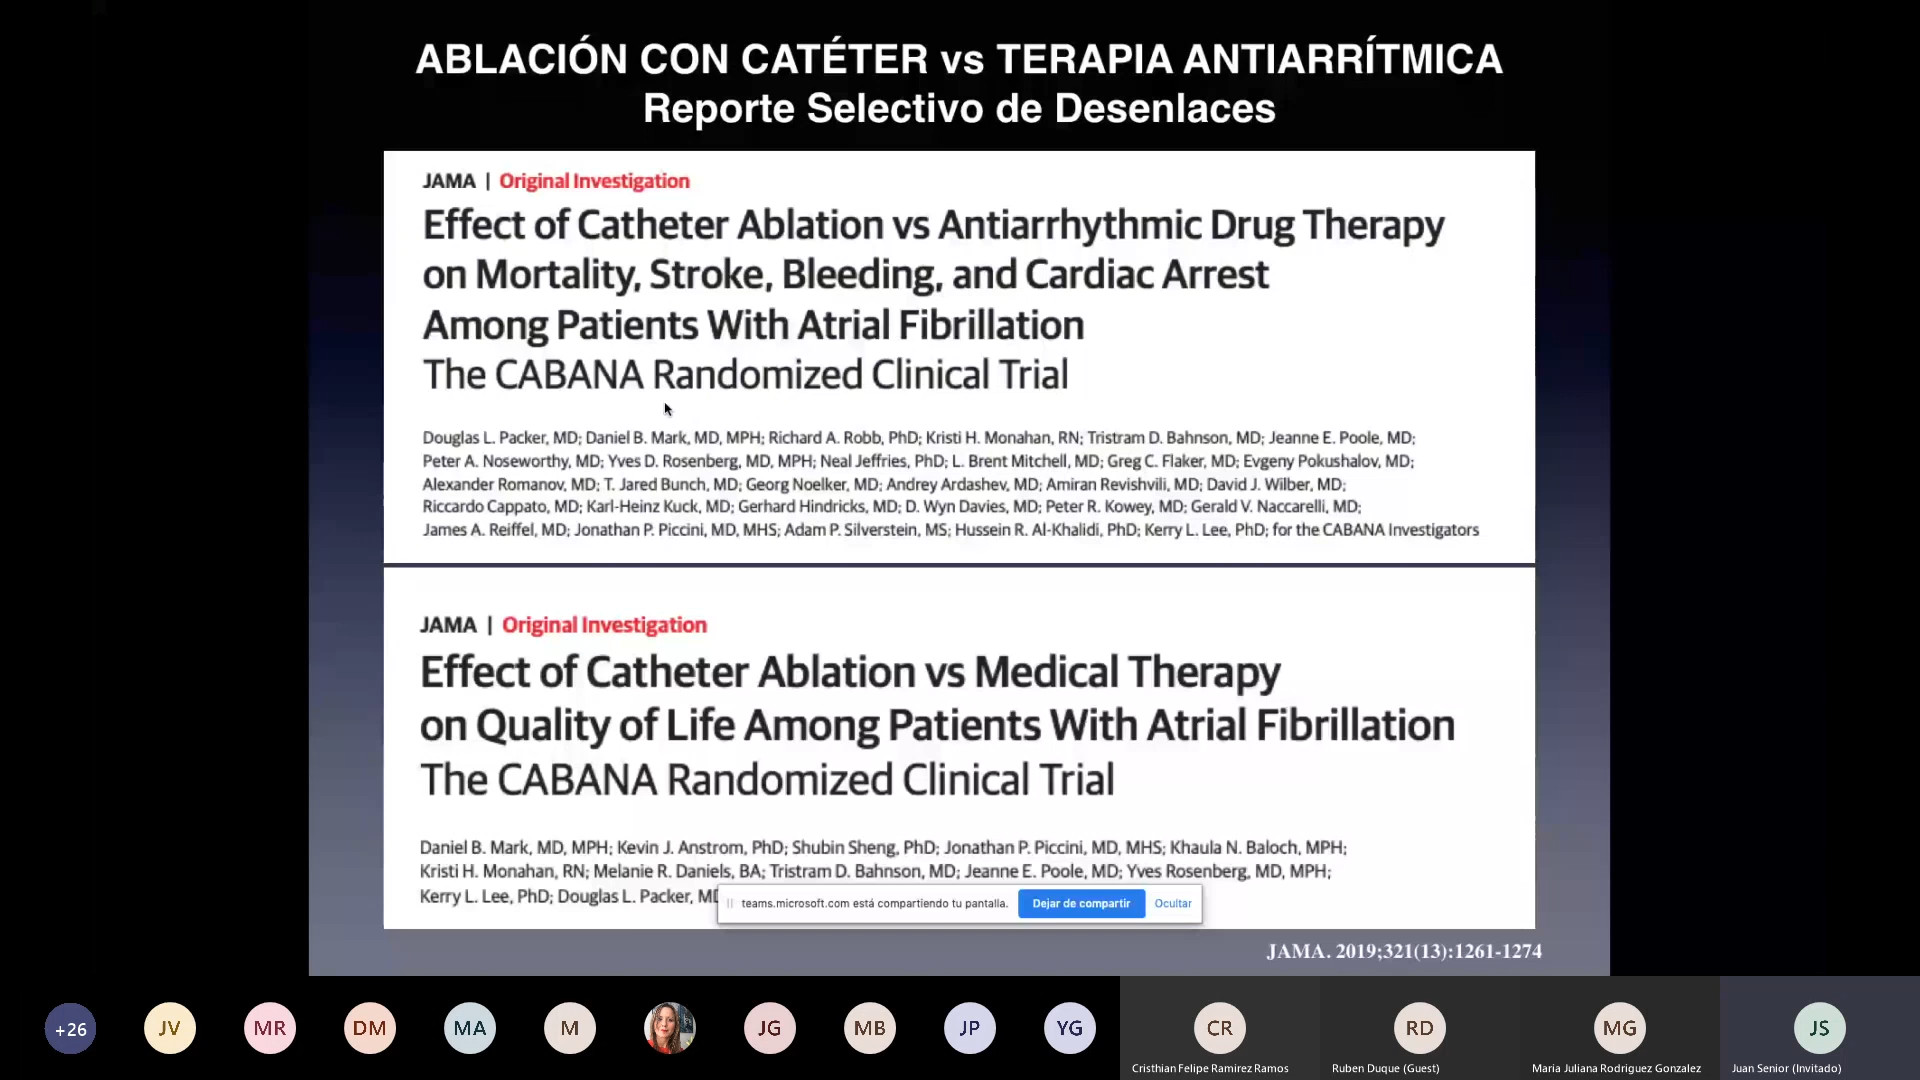 ABLACIÓN CON CATÉTER vs TERAPIA ANTIARRÍTMICA
Reporte Selectivo de Desenlaces
JAMA | Original Investigation
Effect of Catheter Ablation vs Antiarrhythmic Drug Therapy
on Mortality, Stroke, Bleeding, and Cardiac Arrest
Among Patients With Atrial Fibrillation
The CABANA Randomized Clinical Trial
Douglas L. Packer, MD; Daniel B. Mark, MD, MPH; Richard A. Robb, PhD; Kristi H. Monahan, RN; Tristram D. Bahnson, MD; Jeanne E. Poole, MD;
Peter A. Noseworthy, MD; Yves D. Rosenberg, MD, MPH; Neal Jeffries, PhD; L. Brent Mitchell, MD; Greg C. Flaker, MD; Evgeny Pokushalov, MD;
Alexander Romanov, MD; T. Jared Bunch, MD; Georg Noelker, MD; Andrey Ardashev, MD; Amiran Revishvili, MD; David J. Wilber, MD;
Riccardo Cappato, MD; Karl-Heinz Kuck, MD; Gerhard Hindricks, MD; D. Wyn Davies, MD; Peter R. Kowey, MD; Gerald V. Naccarelli, MD;
James A. Reiffel, MD; Jonathan P. Piccini, MD, MHS; Adam P. Silverstein, MS; Hussein R. Al-Khalidi, PhD; Kerry L. Lee, PhD; for the CABANA Investigators
JAMA | Original Investigation
Effect of Catheter Ablation vs Medical Therapy
on Quality of Life Among Patients With Atrial Fibrillation
The CABANA Randomized Clinical Trial
Daniel B. Mark, MD, MPH; Kevin J. Anstrom, PhD; Shubin Sheng, PhD; Jonathan P. Piccini, MD, MHS; Khaula N. Baloch, MPH;
Kristi H. Monahan, RN; Melanie R. Daniels, BA; Tristram D. Bahnson, MD; Jeanne E. Poole, MD; Yves Rosenberg, MD, MPH;
Kerry L. Lee, PhD; Douglas L. Packer, MD
teams.microsoft.com está compartiendo tu pantalla. Dejar de compartir Ocultar
JAMA. 2019;321(13):1261-1274
+26 JV MR DM MA M JG MB JP YG CR RD MG JS
Cristhian Felipe Ramirez Ramos Ruben Duque (Guest) Maria Juliana Rodriguez Gonzalez Juan Senior (Invitado)